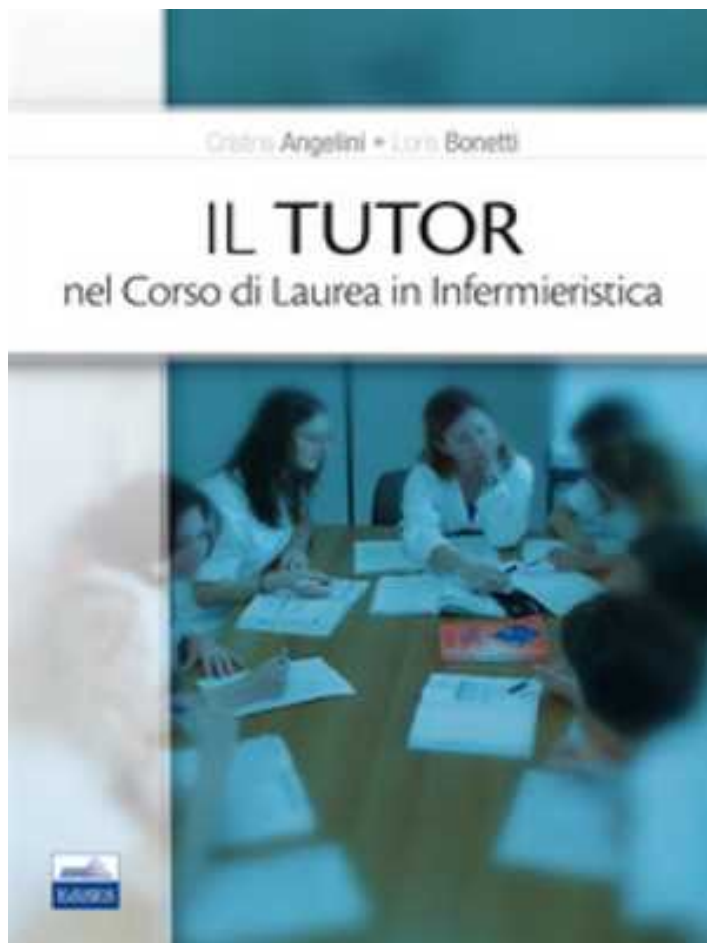 Cristina Angelini • Loris Bonetti
IL TUTOR
nel Corso di Laurea in Infermieristica